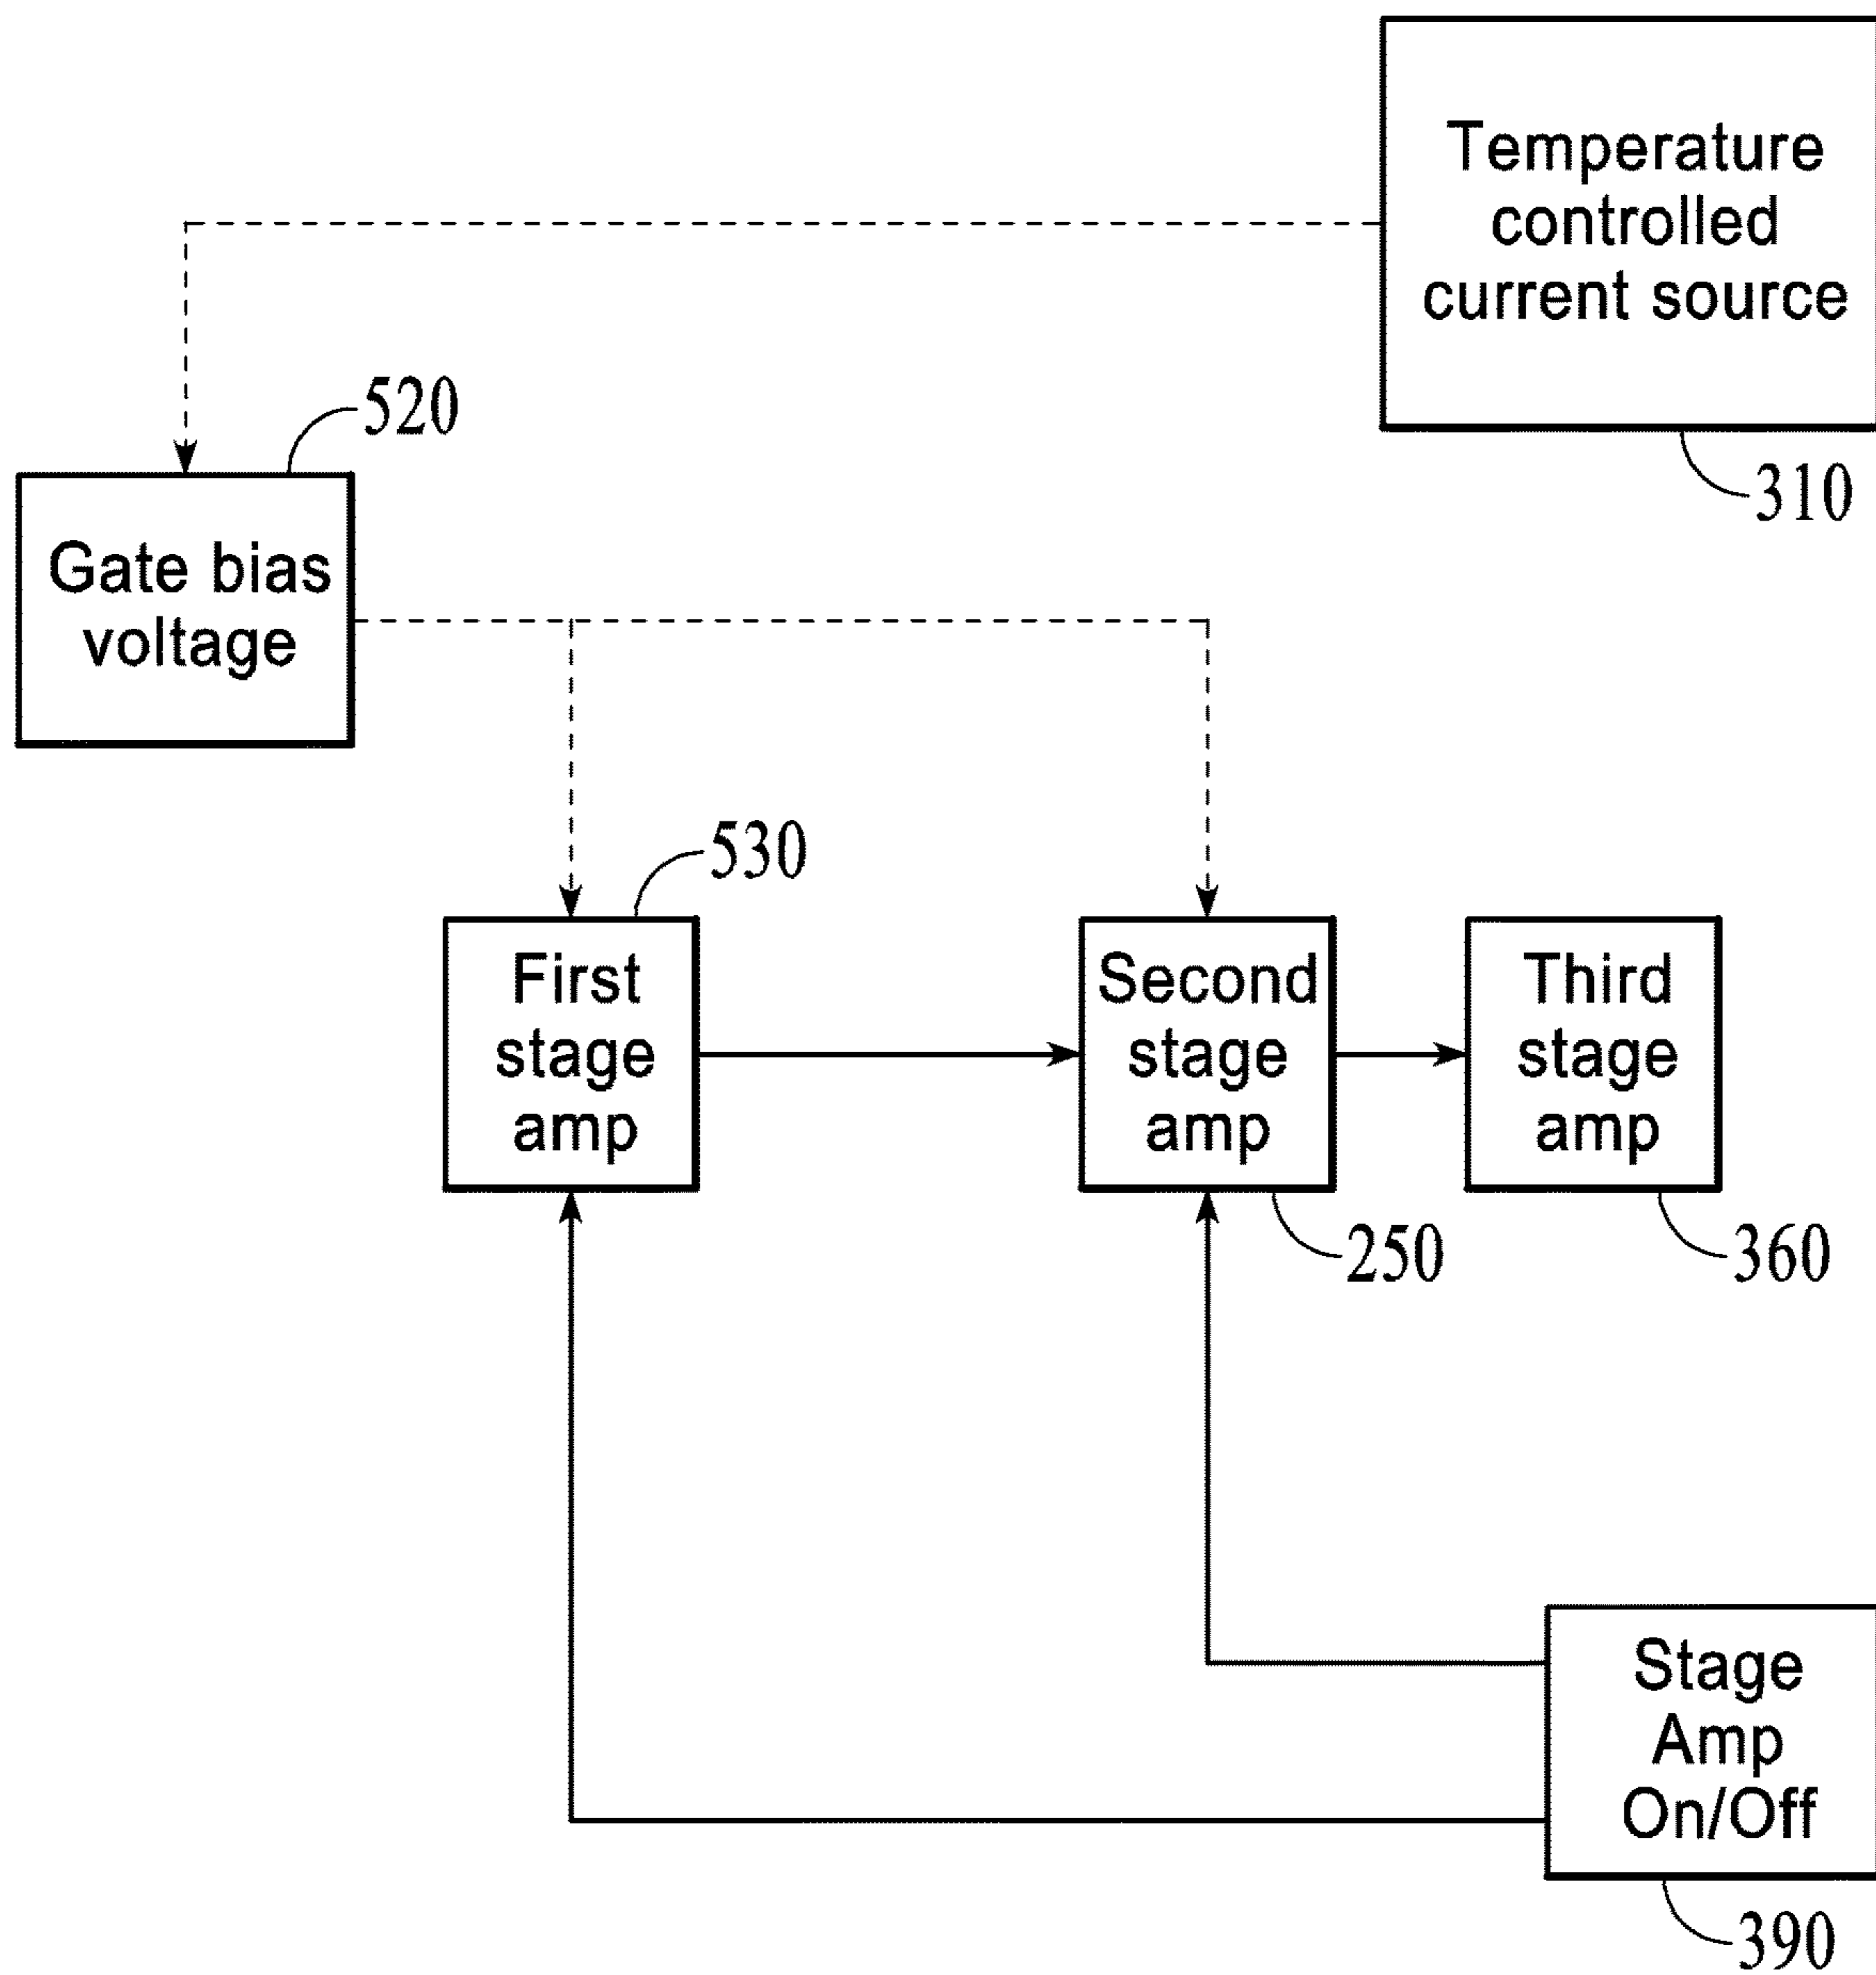 Temperature
controlled
current source
310
520
Gate bias
voltage
530
First
stage
amp
Second
stage
amp
250
Third
stage
amp
360
Stage
Amp
On/Off
390